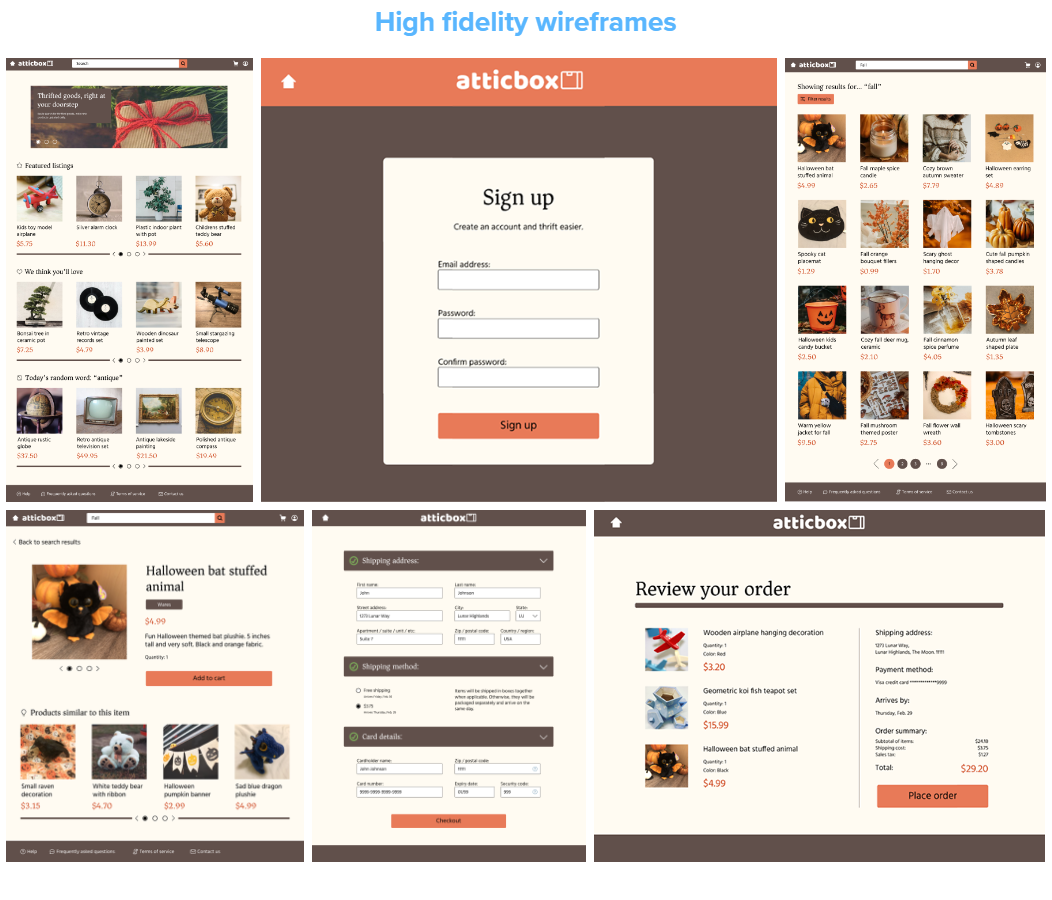 High fidelity wireframes
atticbox
Search
Thrifted goods, right at
your doorstep
Featured listings
Kids toy model
airplane
$5.75
Silver alarm clock
$11.30
Plastic indoor plant
with pot
$13.99
Childrens stuffed
teddy bear
$5.60
We think you'll love
Bonsai tree in
ceramic pot
$7.25
Retro vintage
records set
$4.79
Wooden dinosaur
painted set
$3.99
Small stargazing
telescope
$8.90
Today's random word: “antique”
Antique rustic
globe
$37.50
Retro antique
television set
$49.95
Antique lakeside
painting
$21.50
Polished antique
compass
$19.49
Help
Frequently asked questions
Terms of service
Contact us
atticbox
Sign up
Create an account and thrift easier.
Email address:
Password:
Confirm password:
Sign up
atticbox
Fall
Showing results for... “fall”
Filter results
Halloween bat
stuffed animal
$4.99
Fall maple spice
candle
$2.65
Cozy brown
autumn sweater
$7.79
Halloween earring
set
$4.89
Spooky cat
placemat
$1.29
Fall orange
bouquet fillers
$0.99
Scary ghost
hanging decor
$1.70
Cute fall pumpkin
shaped candles
$3.78
Halloween kids
candy bucket
$2.50
Cozy fall deer mug,
ceramic
$2.10
Fall cinnamon
spice perfume
$4.05
Autumn leaf
shaped plate
$1.35
Warm yellow
jacket for fall
$9.50
Fall mushroom
themed poster
$2.75
Fall flower wall
wreath
$3.60
Halloween scary
tombstones
$3.00
1 2 3 ...
Help
Frequently asked questions
Terms of service
Contact us
atticbox
Fall
Back to search results
Halloween bat stuffed
animal
$4.99
Fun Halloween themed bat plushie. 5 inches
tall and very soft. Black and orange fabric.
Quantity: 1
Add to cart
Products similar to this item
Small raven
decoration
$3.15
White teddy bear
with ribbon
$4.70
Halloween
pumpkin banner
$2.99
Sad blue dragon
plushie
$4.99
Help
Frequently asked questions
Terms of service
Contact us
atticbox
Shipping address:
First name:
John
Last name:
Johnson
Street address:
1273 Lunar Way
City:
Lunar Highlands
State:
LU
Apartment / suite / unit / etc:
Suite 7
Zip / postal code:
11111
Country / region:
USA
Shipping method:
Free shipping
$3.75
Arrives Thursday, Feb. 29
Items will be shipped in boxes together
when applicable. Otherwise, they will be
packaged separately and arrive on the
same day.
Card details:
Cardholder name:
John Johnson
Zip / postal code:
11111
Card number:
9999-9999-9999-9999
Expiry date:
Security code:
999
Checkout
atticbox
Review your order
Wooden airplane hanging decoration
Quantity: 1
Color: Red
$3.20
Geometric koi fish teapot set
Quantity: 1
Color: Blue
$15.99
Halloween bat stuffed animal
Quantity: 1
Color: Black
$4.99
Shipping address:
1273 Lunar Way,
Lunar Highlands, The Moon, 11111
Payment method:
Visa credit card ************9999
Arrives by:
Thursday, Feb. 29
Order summary:
Subtotal of items: $24.18
Shipping cost: $3.75
Sales tax: $1.27
Total: $29.20
Place order